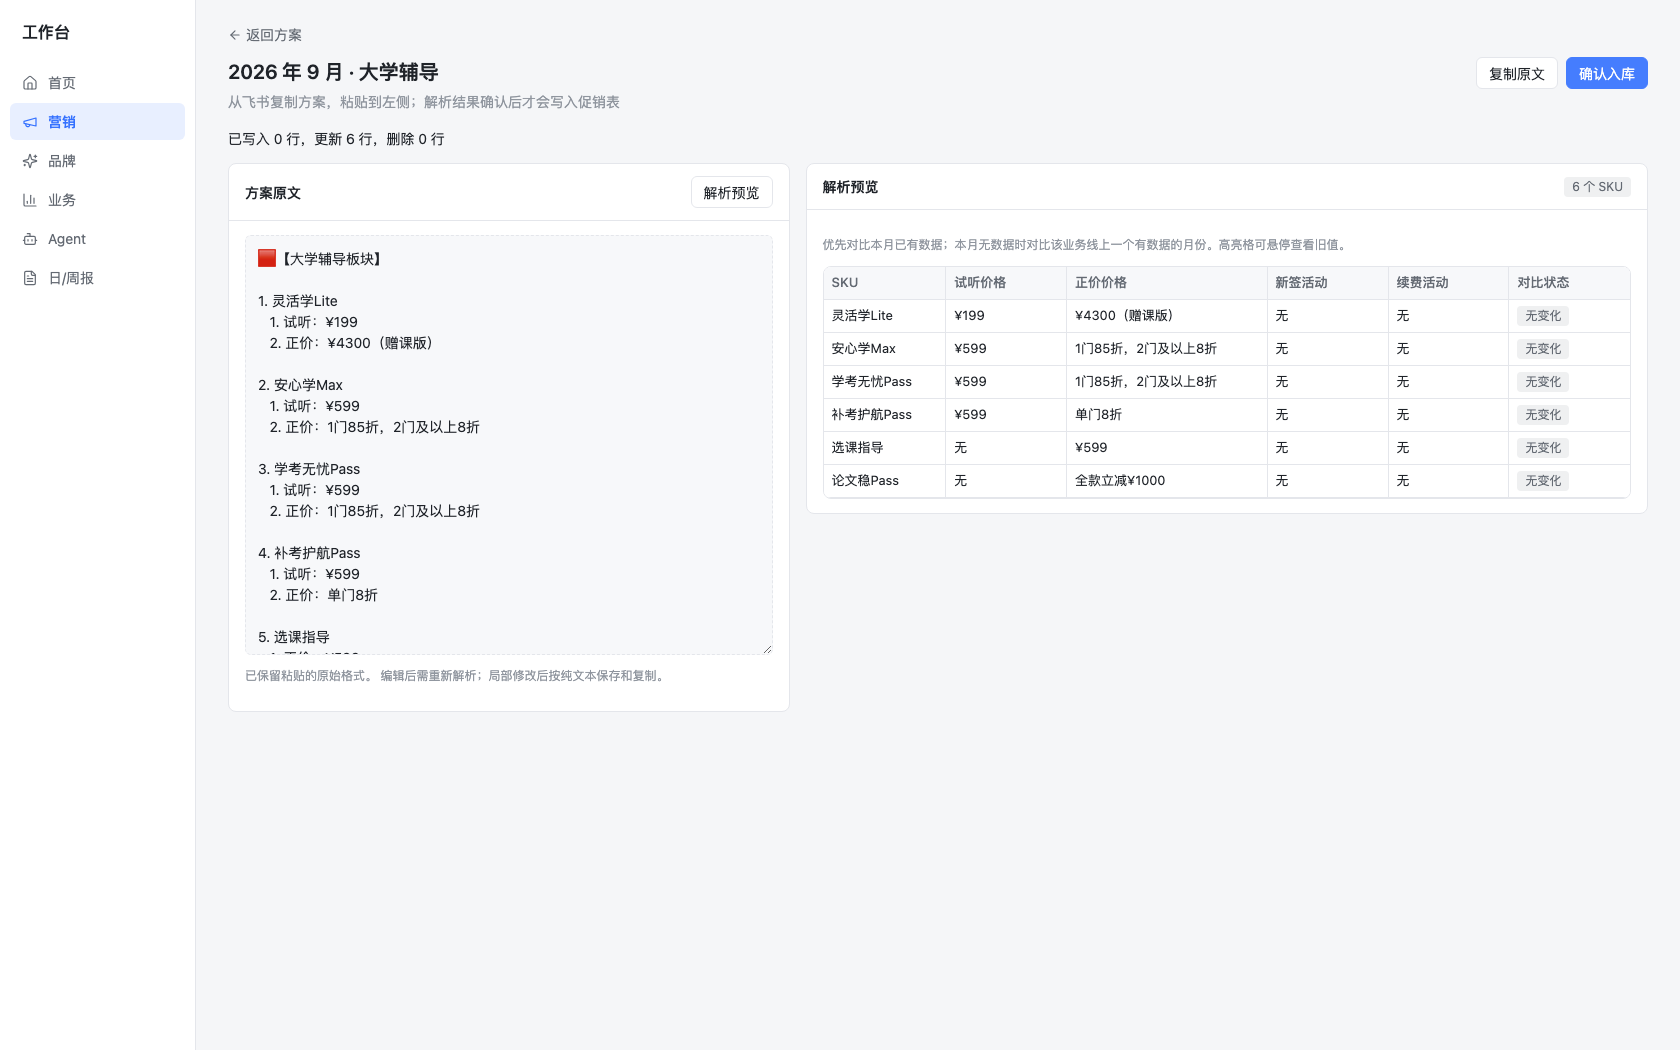 工作台
首页
营销
品牌
业务
Agent
日/周报
返回方案
2026 年 9 月 · 大学辅导
复制原文
确认入库
从飞书复制方案，粘贴到左侧；解析结果确认后才会写入促销表
已写入 0 行，更新 6 行，删除 0 行
方案原文
解析预览
🟥【大学辅导板块】
1. 灵活学Lite
1. 试听：¥199
2. 正价：¥4300（赠课版）
2. 安心学Max
1. 试听：¥599
2. 正价：1门85折，2门及以上8折
3. 学考无忧Pass
1. 试听：¥599
2. 正价：1门85折，2门及以上8折
4. 补考护航Pass
1. 试听：¥599
2. 正价：单门8折
5. 选课指导
已保留粘贴的原始格式。 编辑后需重新解析；局部修改后按纯文本保存和复制。
解析预览
6 个 SKU
优先对比本月已有数据；本月无数据时对比该业务线上一个有数据的月份。高亮格可悬停查看旧值。
SKU 试听价格 正价价格 新签活动 续费活动 对比状态
灵活学Lite ¥199 ¥4300（赠课版） 无 无 无变化
安心学Max ¥599 1门85折，2门及以上8折 无 无 无变化
学考无忧Pass ¥599 1门85折，2门及以上8折 无 无 无变化
补考护航Pass ¥599 单门8折 无 无 无变化
选课指导 无 ¥599 无 无 无变化
论文稳Pass 无 全款立减¥1000 无 无 无变化